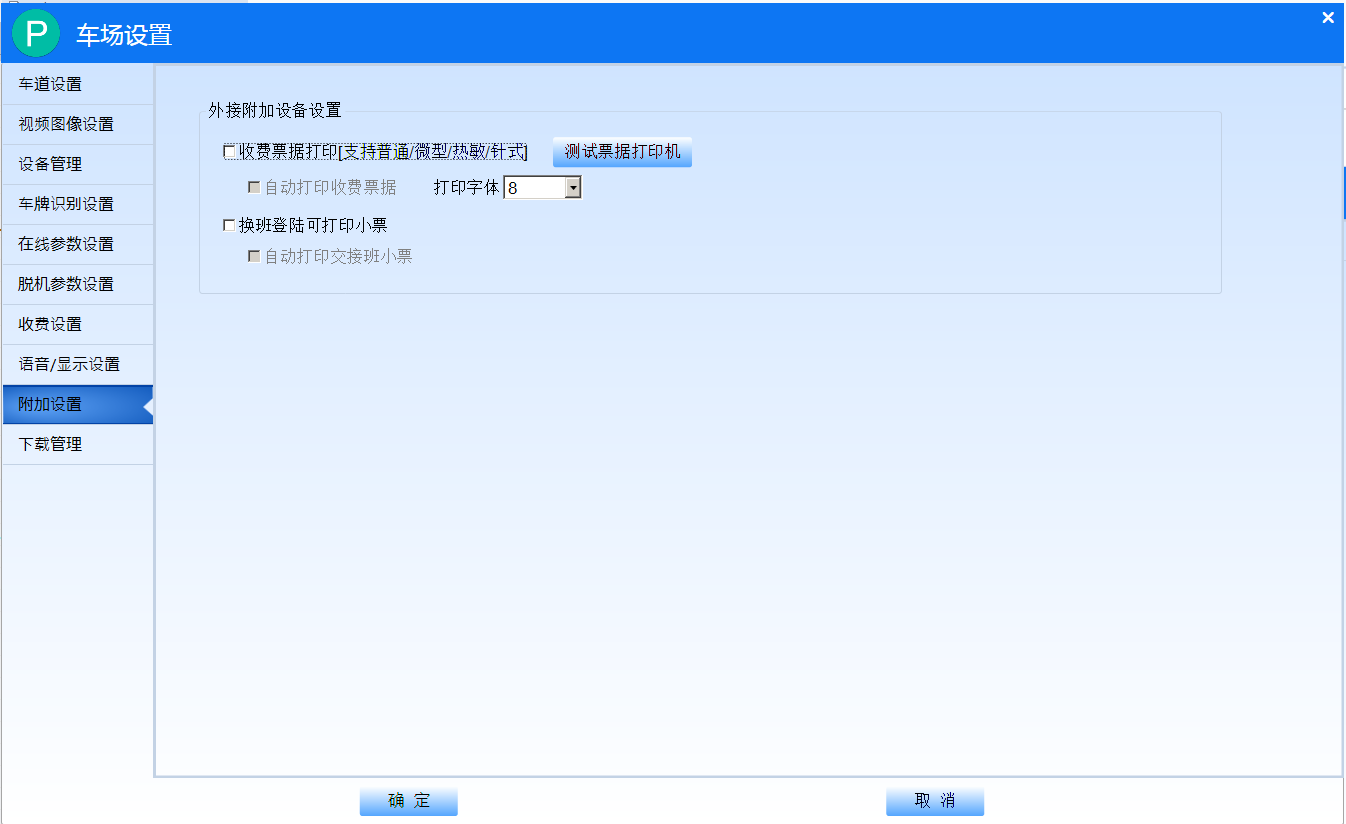 P 车场设置
车道设置
视频图像设置
设备管理
车牌识别设置
在线参数设置
脱机参数设置
收费设置
语音/显示设置
附加设置
下载管理
外接附加设备设置
收费票据打印[支持普通/微型/热敏/针式] 测试票据打印机
自动打印收费票据 打印字体 8
换班登陆可打印小票
自动打印交接班小票
确 定 取 消